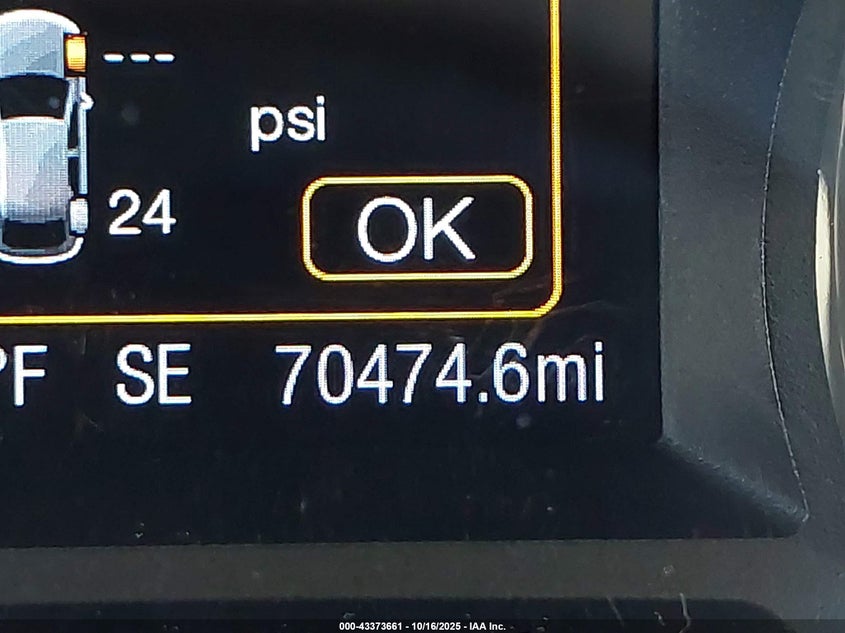 ---
psi
24
OK
°F SE 70474.6mi
000-43373661 - 10/16/2025 - IAA Inc.